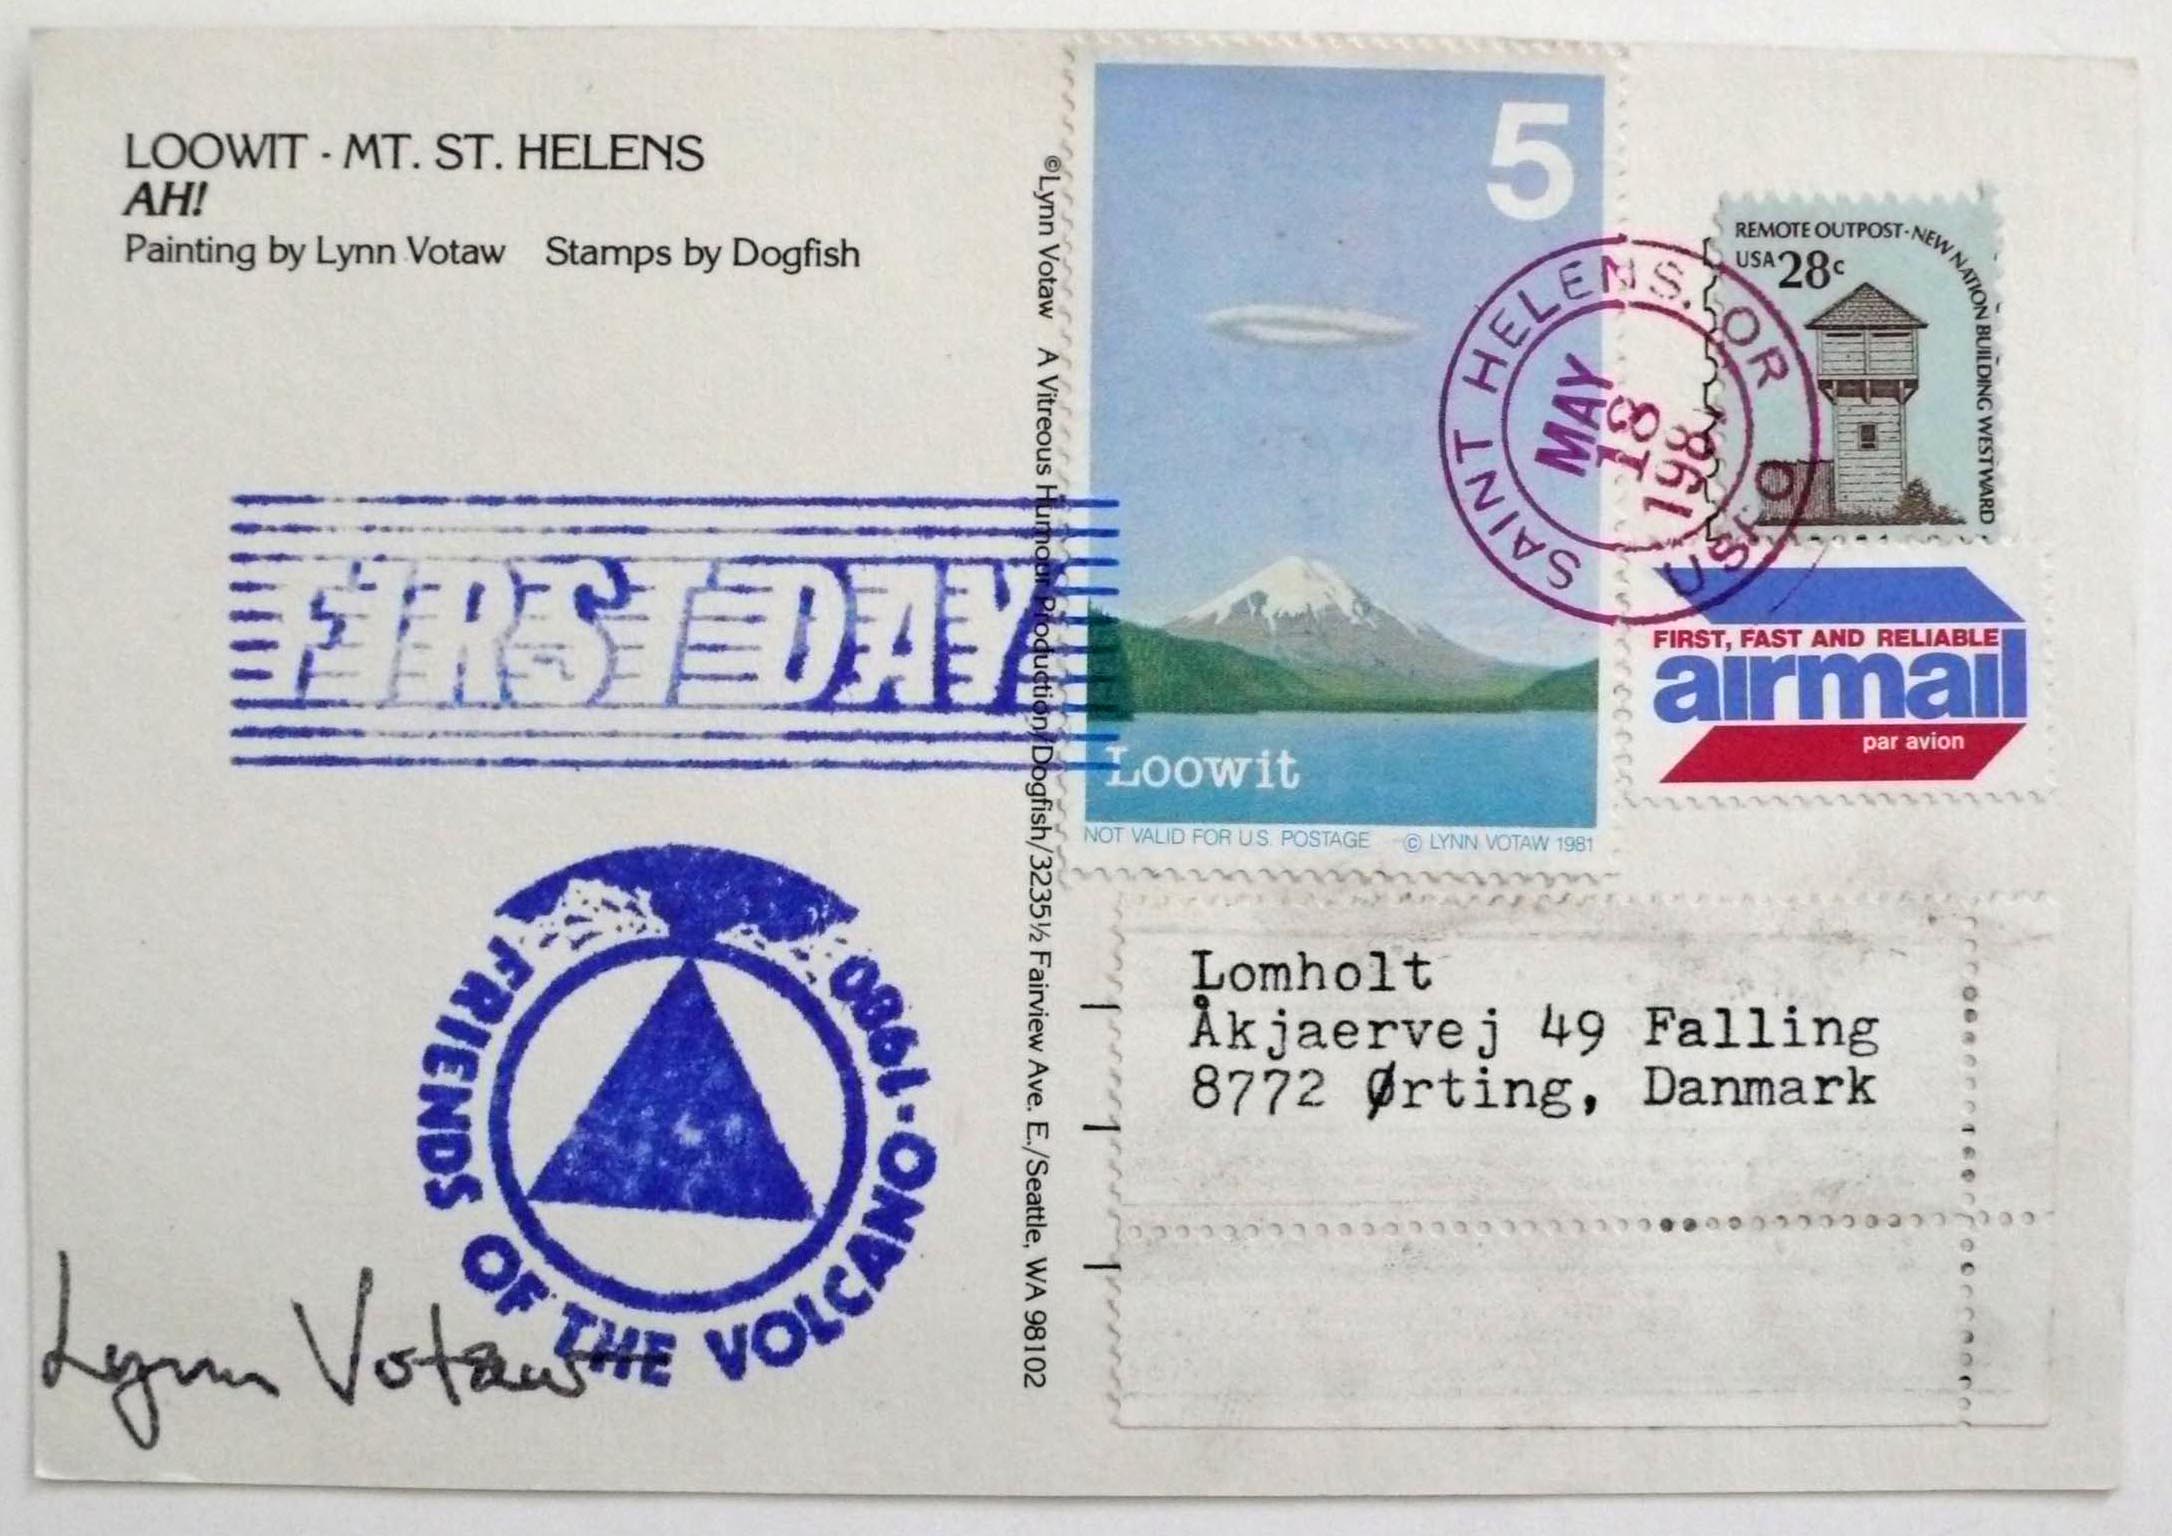 LOOWIT · MT. ST. HELENS
AH!
Painting by Lynn Votaw Stamps by Dogfish
©Lynn Votaw A Vitreous Humour Production/Dogfish/3235½ Fairview Ave. E./Seattle, WA 98102
5
Loowit
NOT VALID FOR U.S. POSTAGE © LYNN VOTAW 1981
SAINT HELENS. OR
MAY
18
198
USPO
REMOTE OUTPOST·NEW NATION BUILDING WESTWARD
USA 28c
FIRST, FAST AND RELIABLE
airmail
par avion
FIRST DAY
FRIENDS OF THE VOLCANO·1980
Lynn Votaw
Lomholt
Åkjaervej 49 Falling
8772 Ørting, Danmark